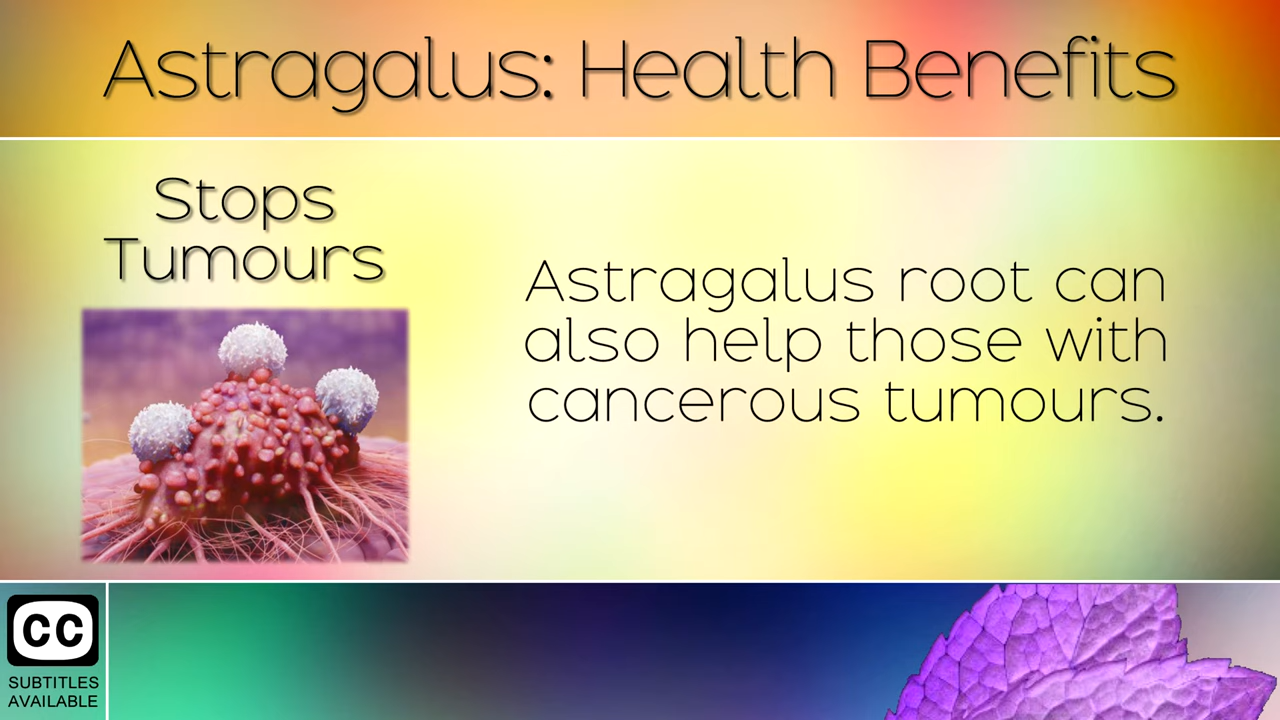 Astragalus: Health Benefits
Stops
Tumours
Astragalus root can
also help those with
cancerous tumours.
CC
SUBTITLES
AVAILABLE